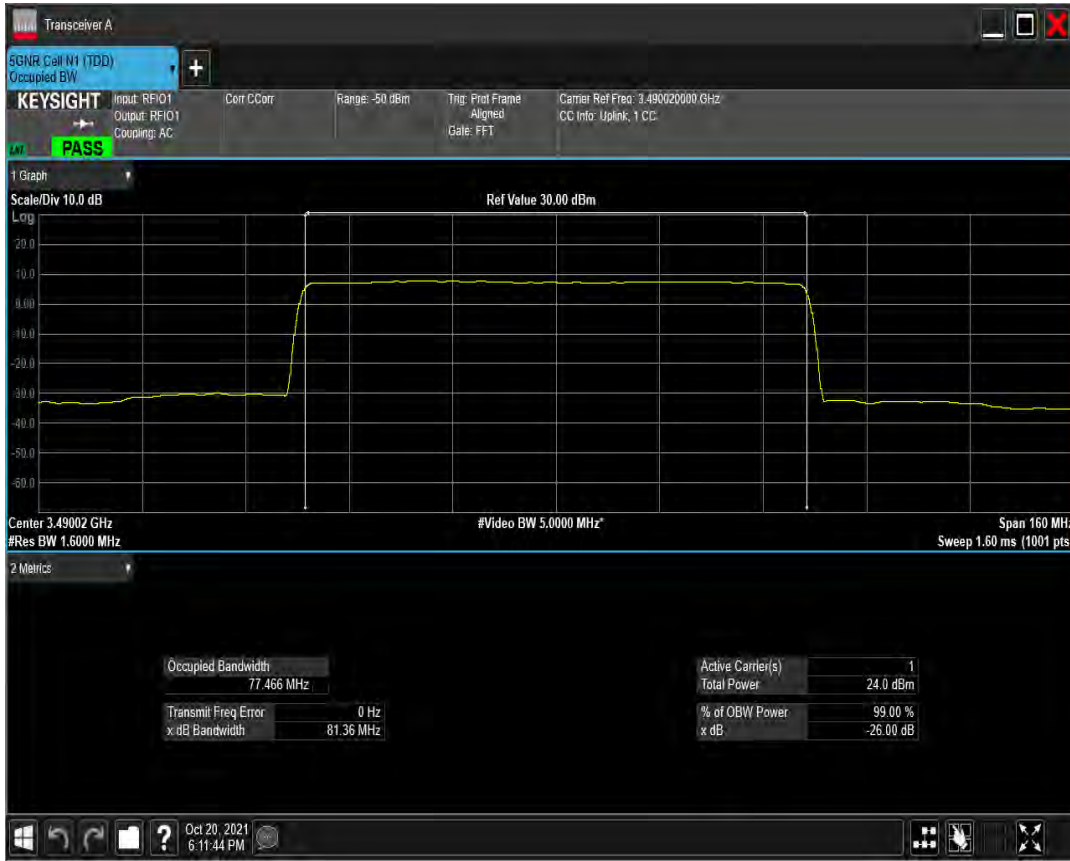 Transceiver A
5GNR Cell N1 (TDD)
Occupied BW
+
KEYSIGHT
Input: RFIO1
Output: RFIO1
Coupling: AC
Corr CCorr
Range: -50 dBm
Trig: Prot Frame
Aligned
Gate: FFT
Carrier Ref Freq: 3.490020000 GHz
CC Info: Uplink, 1 CC
PASS
1 Graph
Scale/Div 10.0 dB
Ref Value 30.00 dBm
Log
20.0
10.0
0.00
-10.0
-20.0
-30.0
-40.0
-50.0
-60.0
Center 3.49002 GHz
#Video BW 5.0000 MHz*
Span 160 MHz
#Res BW 1.6000 MHz
Sweep 1.60 ms (1001 pts
2 Metrics
Occupied Bandwidth
77.466 MHz
Transmit Freq Error 0 Hz
x dB Bandwidth 81.36 MHz
Active Carrier(s) 1
Total Power 24.0 dBm
% of OBW Power 99.00 %
x dB -26.00 dB
?
Oct 20, 2021
6:11:44 PM